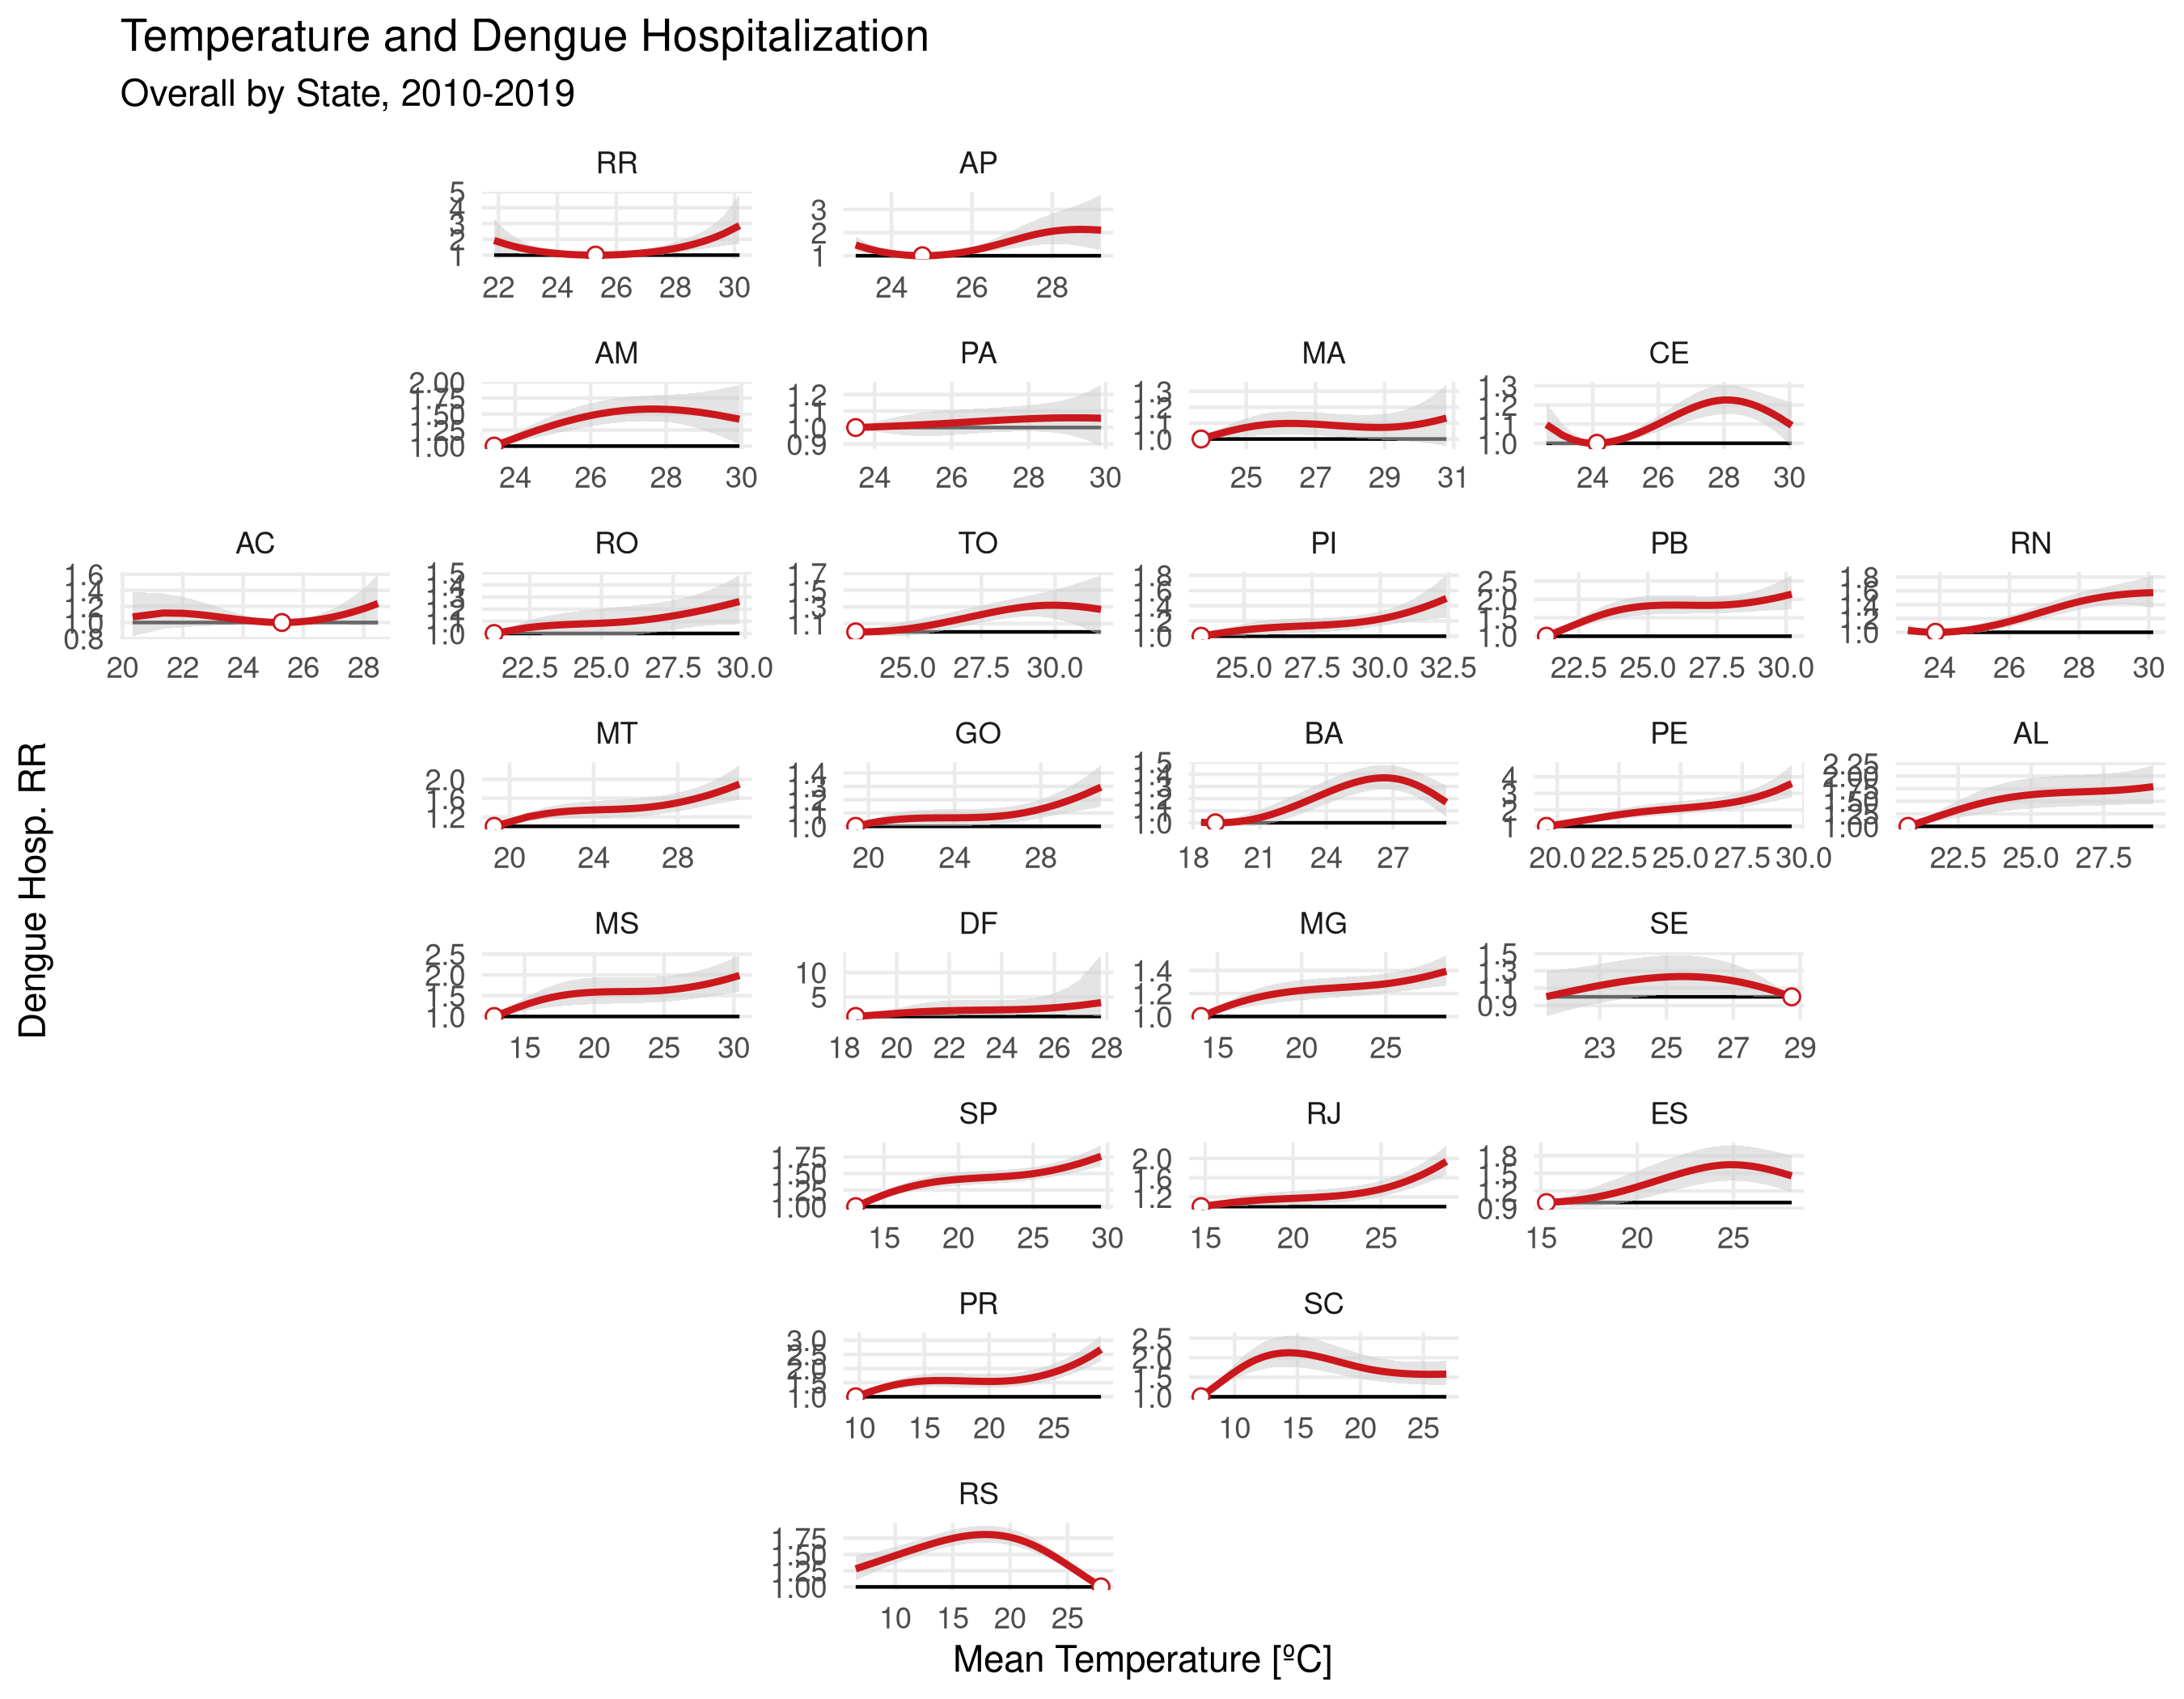 Temperature and Dengue Hospitalization
Overall by State, 2010-2019
RR
5
4
3
2
1
22 24 26 28 30
AP
3
2
1
24 26 28
AM
2.00
1.75
1.50
1.25
1.00
24 26 28 30
PA
1.2
1.1
1.0
0.9
24 26 28 30
MA
1.3
1.2
1.1
1.0
25 27 29 31
CE
1.3
1.2
1.1
1.0
24 26 28 30
AC
1.6
1.4
1.2
1.0
0.8
20 22 24 26 28
RO
1.5
1.4
1.3
1.2
1.1
1.0
22.5 25.0 27.5 30.0
TO
1.7
1.5
1.3
1.1
25.0 27.5 30.0
PI
1.8
1.6
1.4
1.2
1.0
25.0 27.5 30.0 32.5
PB
2.5
2.0
1.5
1.0
22.5 25.0 27.5 30.0
RN
1.8
1.6
1.4
1.2
1.0
24 26 28 30
MT
2.0
1.6
1.2
20 24 28
GO
1.4
1.3
1.2
1.1
1.0
20 24 28
BA
1.5
1.4
1.3
1.2
1.1
1.0
18 21 24 27
PE
4
3
2
1
20.0 22.5 25.0 27.5 30.0
AL
2.25
2.00
1.75
1.50
1.25
1.00
22.5 25.0 27.5
MS
2.5
2.0
1.5
1.0
15 20 25 30
DF
10
5
18 20 22 24 26 28
MG
1.4
1.2
1.0
15 20 25
SE
1.5
1.3
1.1
0.9
23 25 27 29
SP
1.75
1.50
1.25
1.00
15 20 25 30
RJ
2.0
1.6
1.2
15 20 25
ES
1.8
1.5
1.2
0.9
15 20 25
PR
3.0
2.5
2.0
1.5
1.0
10 15 20 25
SC
2.5
2.0
1.5
1.0
10 15 20 25
RS
1.75
1.50
1.25
1.00
10 15 20 25
Dengue Hosp. RR
Mean Temperature [ºC]